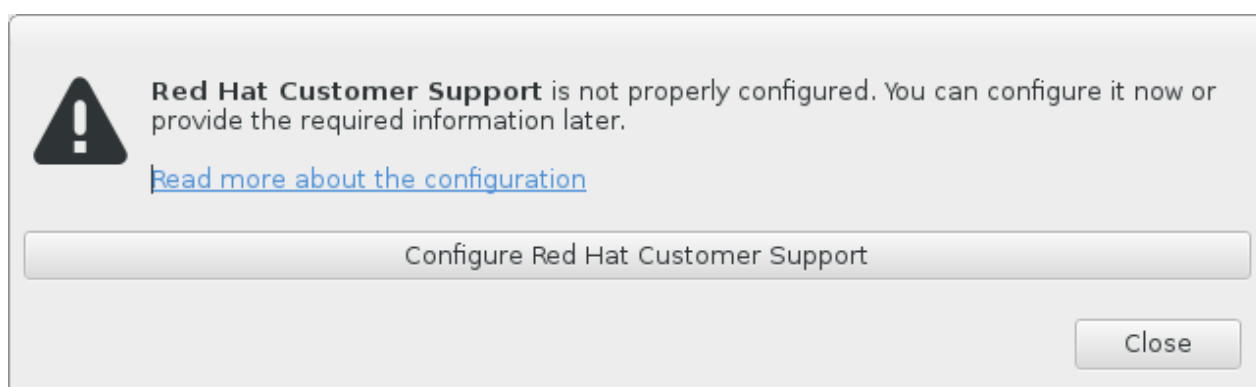 Red Hat Customer Support is not properly configured. You can configure it now or
provide the required information later.
Read more about the configuration
Configure Red Hat Customer Support
Close